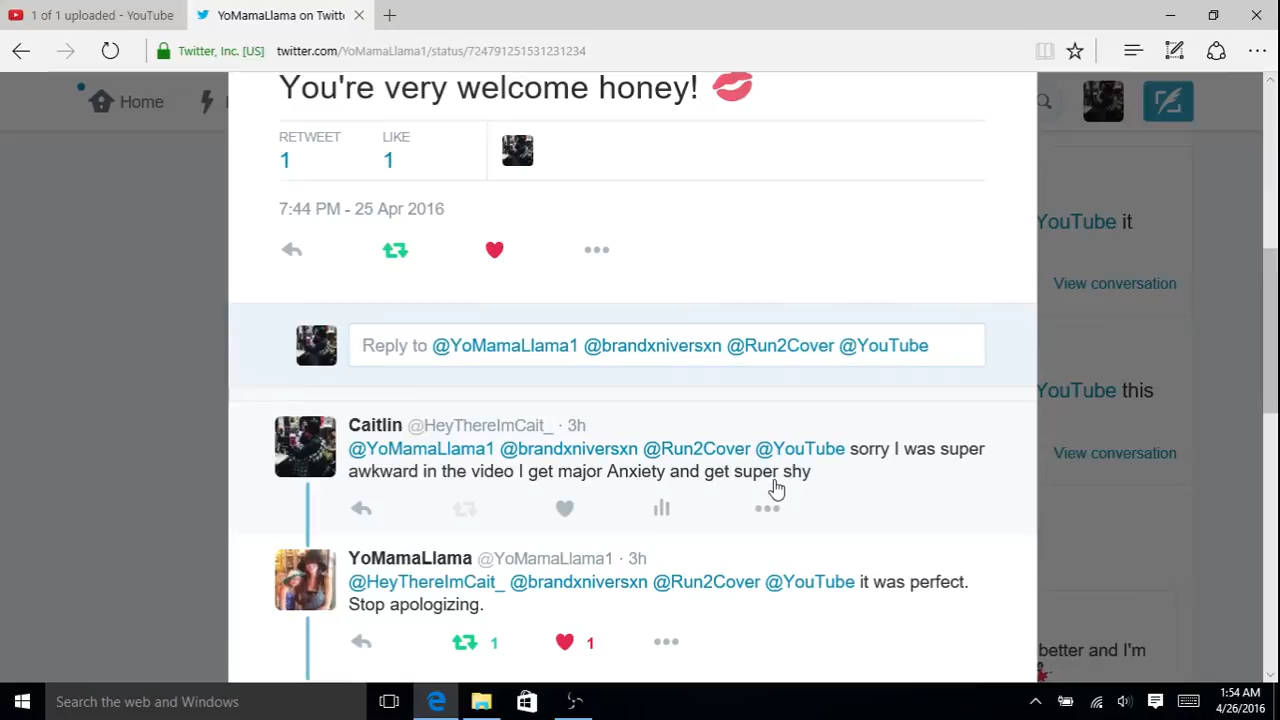 1 of 1 uploaded - YouTube
YoMamaLlama on Twitte
Twitter, Inc. [US] twitter.com/YoMamaLlama1/status/724791251531231234
Home
You're very welcome honey!
RETWEET LIKE
1 1
7:44 PM - 25 Apr 2016
YouTube it
View conversation
Reply to @YoMamaLlama1 @brandxniversxn @Run2Cover @YouTube
YouTube this
View conversation
Caitlin @HeyThereImCait_ · 3h
@YoMamaLlama1 @brandxniversxn @Run2Cover @YouTube sorry I was super
awkward in the video I get major Anxiety and get super shy
YoMamaLlama @YoMamaLlama1 · 3h
@HeyThereImCait_ @brandxniversxn @Run2Cover @YouTube it was perfect.
Stop apologizing.
1 1
better and I'm
Search the web and Windows
1:54 AM
4/26/2016